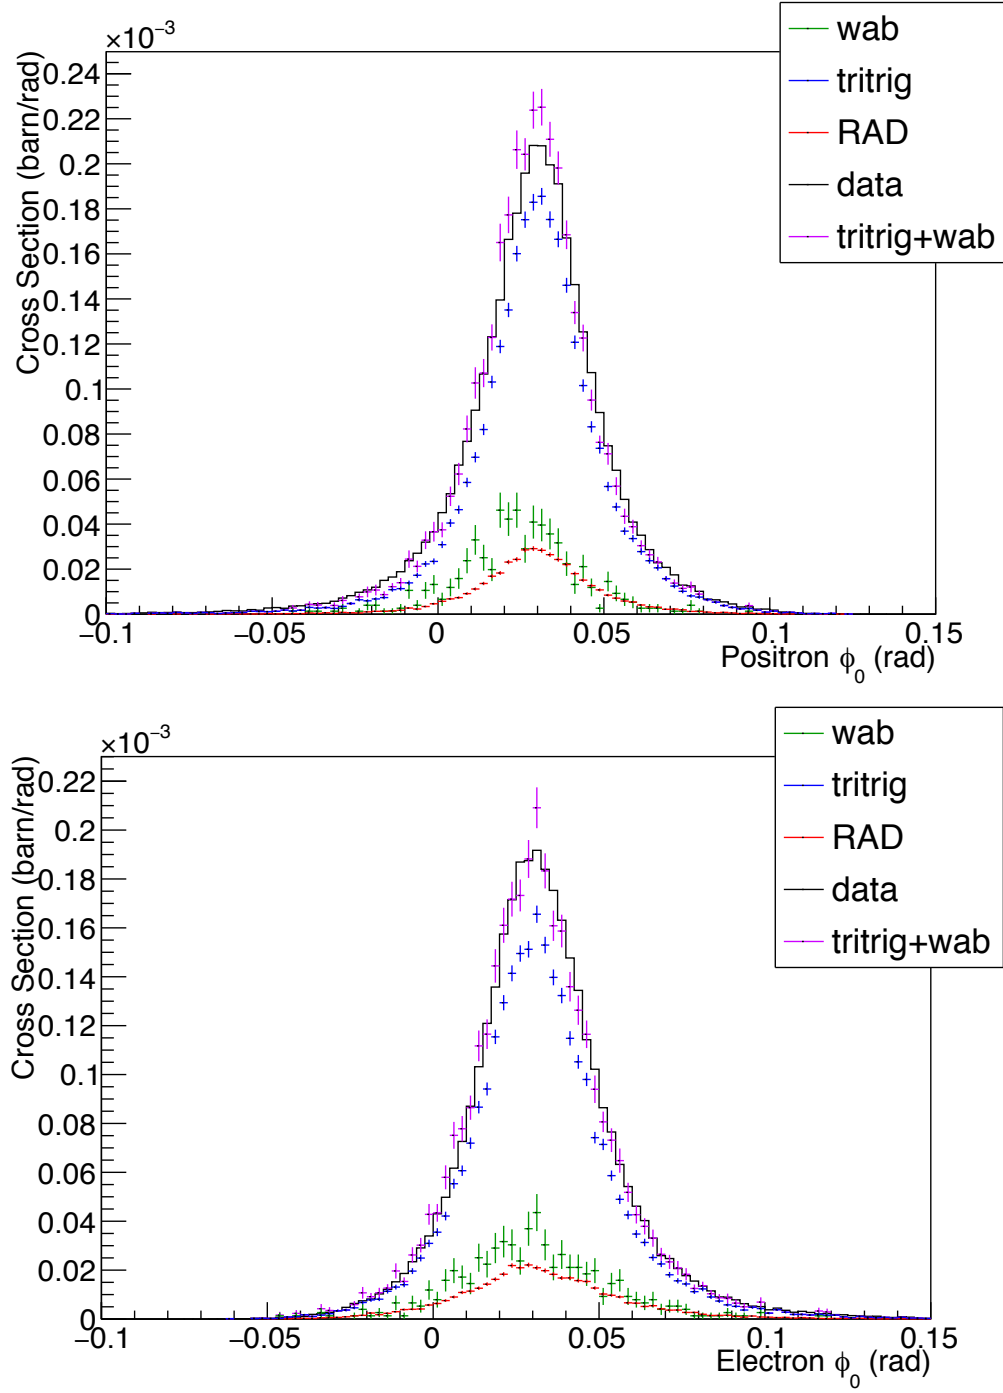 ×10⁻³
wab
tritrig
RAD
data
tritrig+wab
Cross Section (barn/rad)
0.24
0.22
0.2
0.18
0.16
0.14
0.12
0.1
0.08
0.06
0.04
0.02
0
−0.1 −0.05 0 0.05 0.1 0.15
Positron ϕ₀ (rad)
×10⁻³
wab
tritrig
RAD
data
tritrig+wab
Cross Section (barn/rad)
0.22
0.2
0.18
0.16
0.14
0.12
0.1
0.08
0.06
0.04
0.02
0
−0.1 −0.05 0 0.05 0.1 0.15
Electron ϕ₀ (rad)